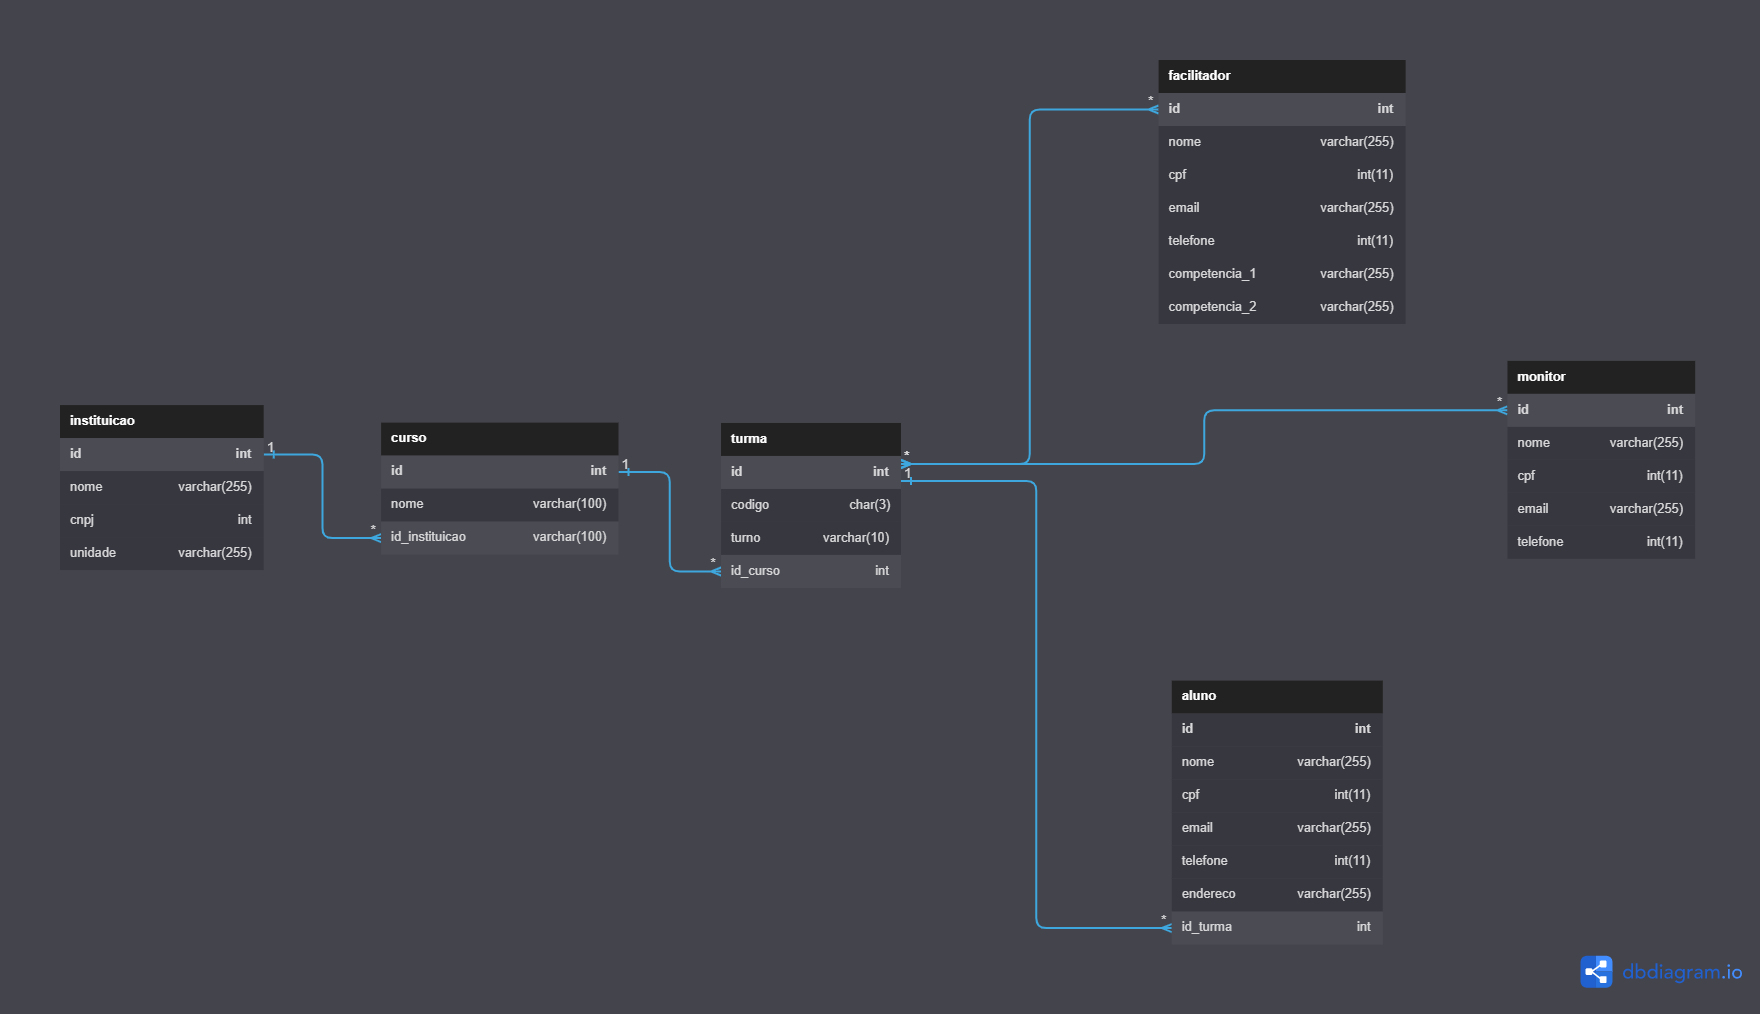 instituicao
id int
nome varchar(255)
cnpj int
unidade varchar(255)
1
*
curso
id int
nome varchar(100)
id_instituicao varchar(100)
1
*
turma
id int
codigo char(3)
turno varchar(10)
id_curso int
*
1
*
facilitador
id int
nome varchar(255)
cpf int(11)
email varchar(255)
telefone int(11)
competencia_1 varchar(255)
competencia_2 varchar(255)
*
monitor
id int
nome varchar(255)
cpf int(11)
email varchar(255)
telefone int(11)
*
aluno
id int
nome varchar(255)
cpf int(11)
email varchar(255)
telefone int(11)
endereco varchar(255)
id_turma int
dbdiagram.io